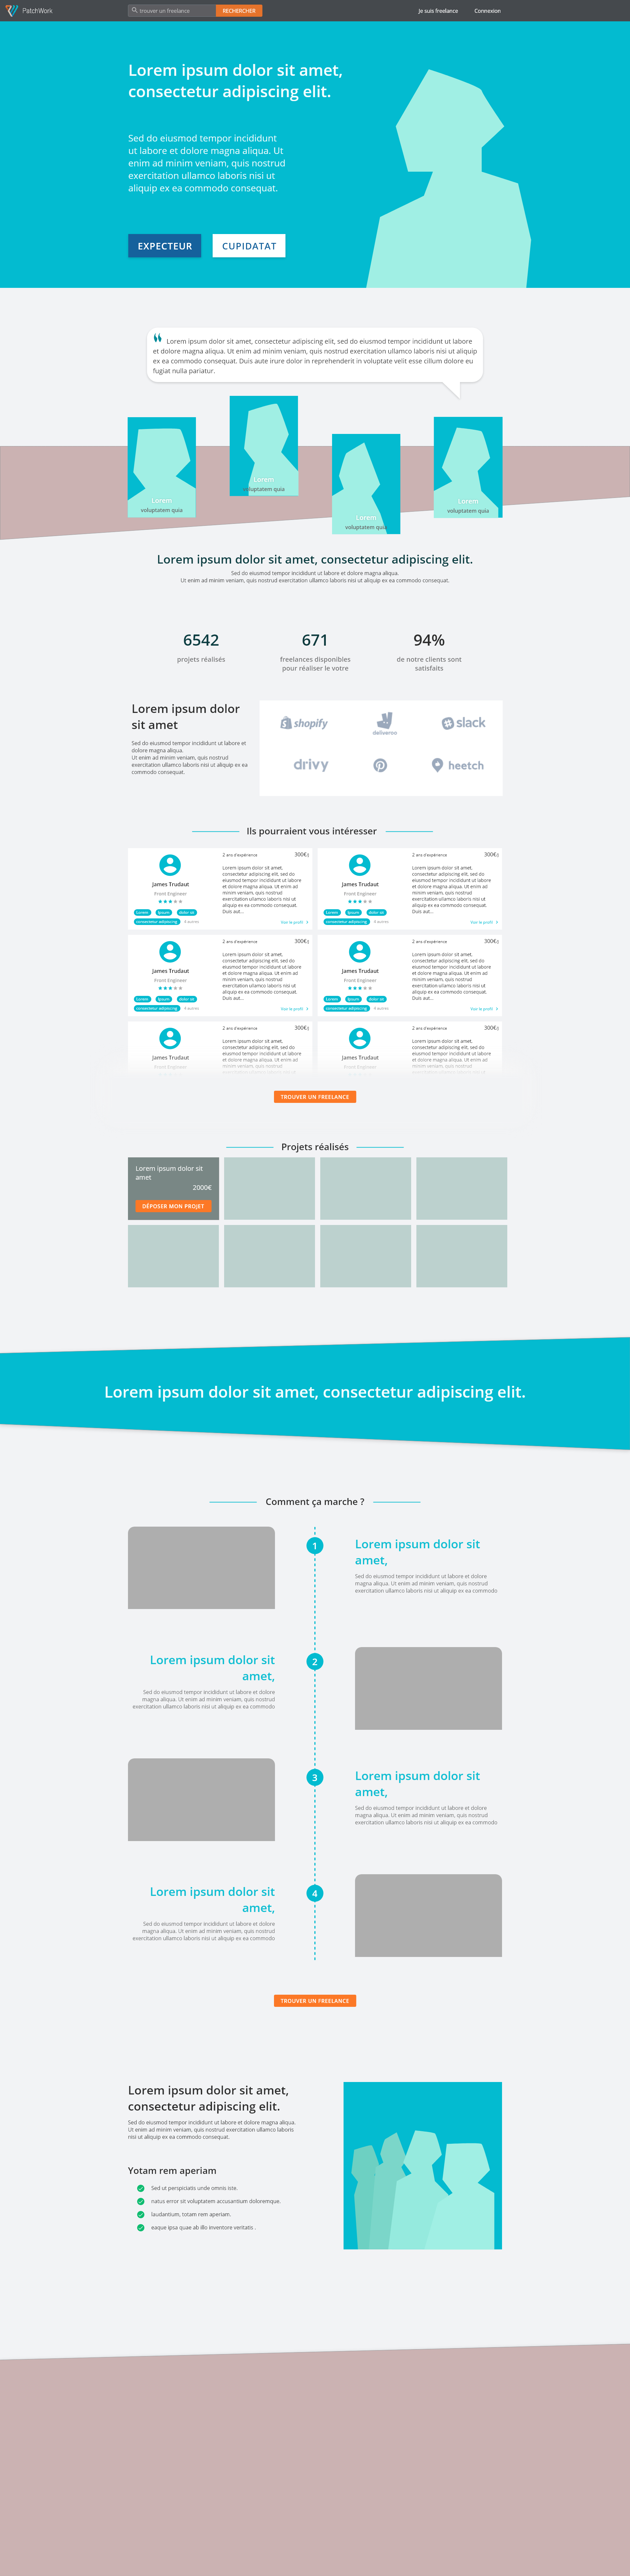 PatchWork
trouver un freelance
RECHERCHER
Je suis freelance
Connexion
Lorem ipsum dolor sit amet,
consectetur adipiscing elit.
Sed do eiusmod tempor incididunt
ut labore et dolore magna aliqua. Ut
enim ad minim veniam, quis nostrud
exercitation ullamco laboris nisi ut
aliquip ex ea commodo consequat.
EXPECTEUR
CUPIDATAT
Lorem ipsum dolor sit amet, consectetur adipiscing elit, sed do eiusmod tempor incididunt ut labore
et dolore magna aliqua. Ut enim ad minim veniam, quis nostrud exercitation ullamco laboris nisi ut aliquip
ex ea commodo consequat. Duis aute irure dolor in reprehenderit in voluptate velit esse cillum dolore eu
fugiat nulla pariatur.
Lorem
voluptatem quia
Lorem
voluptatem quia
Lorem
voluptatem quia
Lorem
voluptatem quia
Lorem ipsum dolor sit amet, consectetur adipiscing elit.
Sed do eiusmod tempor incididunt ut labore et dolore magna aliqua.
Ut enim ad minim veniam, quis nostrud exercitation ullamco laboris nisi ut aliquip ex ea commodo consequat.
6542
projets réalisés
671
freelances disponibles
pour réaliser le votre
94%
de notre clients sont
satisfaits
Lorem ipsum dolor
sit amet
Sed do eiusmod tempor incididunt ut labore et
dolore magna aliqua.
Ut enim ad minim veniam, quis nostrud
exercitation ullamco laboris nisi ut aliquip ex ea
commodo consequat.
shopify
deliveroo
slack
drivy
heetch
Ils pourraient vous intéresser
James Trudaut
Front Engineer
Lorem
Ipsum
dolor sit
consectetur adipiscing
4 autres
2 ans d'expérience
300€/j
Lorem ipsum dolor sit amet,
consectetur adipiscing elit, sed do
eiusmod tempor incididunt ut labore
et dolore magna aliqua. Ut enim ad
minim veniam, quis nostrud
exercitation ullamco laboris nisi ut
aliquip ex ea commodo consequat.
Duis aut...
Voir le profil
James Trudaut
Front Engineer
Lorem
Ipsum
dolor sit
consectetur adipiscing
4 autres
2 ans d'expérience
300€/j
Lorem ipsum dolor sit amet,
consectetur adipiscing elit, sed do
eiusmod tempor incididunt ut labore
et dolore magna aliqua. Ut enim ad
minim veniam, quis nostrud
exercitation ullamco laboris nisi ut
aliquip ex ea commodo consequat.
Duis aut...
Voir le profil
James Trudaut
Front Engineer
Lorem
Ipsum
dolor sit
consectetur adipiscing
4 autres
2 ans d'expérience
300€/j
Lorem ipsum dolor sit amet,
consectetur adipiscing elit, sed do
eiusmod tempor incididunt ut labore
et dolore magna aliqua. Ut enim ad
minim veniam, quis nostrud
exercitation ullamco laboris nisi ut
aliquip ex ea commodo consequat.
Duis aut...
Voir le profil
James Trudaut
Front Engineer
Lorem
Ipsum
dolor sit
consectetur adipiscing
4 autres
2 ans d'expérience
300€/j
Lorem ipsum dolor sit amet,
consectetur adipiscing elit, sed do
eiusmod tempor incididunt ut labore
et dolore magna aliqua. Ut enim ad
minim veniam, quis nostrud
exercitation ullamco laboris nisi ut
aliquip ex ea commodo consequat.
Duis aut...
Voir le profil
James Trudaut
Front Engineer
2 ans d'expérience
300€/j
Lorem ipsum dolor sit amet,
consectetur adipiscing elit, sed do
eiusmod tempor incididunt ut labore
et dolore magna aliqua. Ut enim ad
minim veniam, quis nostrud
James Trudaut
Front Engineer
2 ans d'expérience
300€/j
Lorem ipsum dolor sit amet,
consectetur adipiscing elit, sed do
eiusmod tempor incididunt ut labore
et dolore magna aliqua. Ut enim ad
minim veniam, quis nostrud
TROUVER UN FREELANCE
Projets réalisés
Lorem ipsum dolor sit
amet
2000€
DÉPOSER MON PROJET
Lorem ipsum dolor sit amet, consectetur adipiscing elit.
Comment ça marche ?
1
Lorem ipsum dolor sit
amet,
Sed do eiusmod tempor incididunt ut labore et dolore
magna aliqua. Ut enim ad minim veniam, quis nostrud
exercitation ullamco laboris nisi ut aliquip ex ea commodo
2
Lorem ipsum dolor sit
amet,
Sed do eiusmod tempor incididunt ut labore et dolore
magna aliqua. Ut enim ad minim veniam, quis nostrud
exercitation ullamco laboris nisi ut aliquip ex ea commodo
3
Lorem ipsum dolor sit
amet,
Sed do eiusmod tempor incididunt ut labore et dolore
magna aliqua. Ut enim ad minim veniam, quis nostrud
exercitation ullamco laboris nisi ut aliquip ex ea commodo
4
Lorem ipsum dolor sit
amet,
Sed do eiusmod tempor incididunt ut labore et dolore
magna aliqua. Ut enim ad minim veniam, quis nostrud
exercitation ullamco laboris nisi ut aliquip ex ea commodo
TROUVER UN FREELANCE
Lorem ipsum dolor sit amet,
consectetur adipiscing elit.
Sed do eiusmod tempor incididunt ut labore et dolore magna aliqua.
Ut enim ad minim veniam, quis nostrud exercitation ullamco laboris
nisi ut aliquip ex ea commodo consequat.
Yotam rem aperiam
Sed ut perspiciatis unde omnis iste.
natus error sit voluptatem accusantium doloremque.
laudantium, totam rem aperiam.
eaque ipsa quae ab illo inventore veritatis .